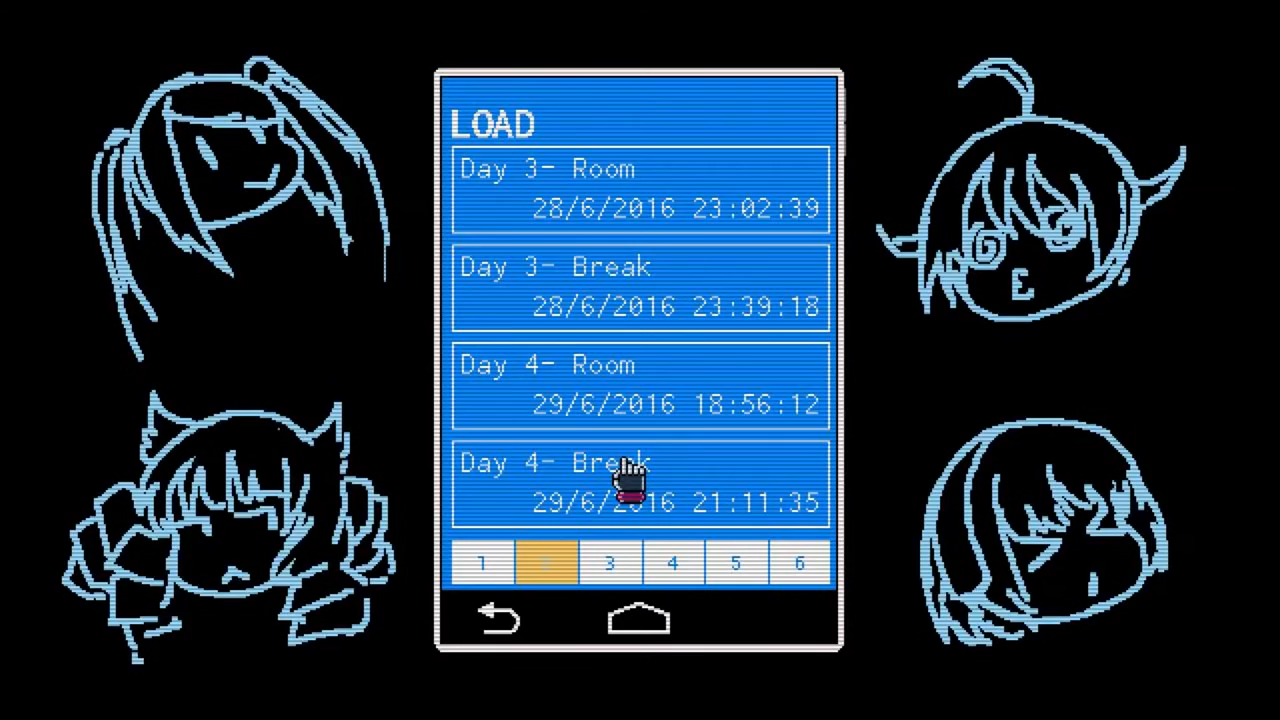 LOAD
Day 3- Room
28/6/2016 23:02:39
Day 3- Break
28/6/2016 23:39:18
Day 4- Room
29/6/2016 18:56:12
Day 4- Break
29/6/2016 21:11:35
1 2 3 4 5 6